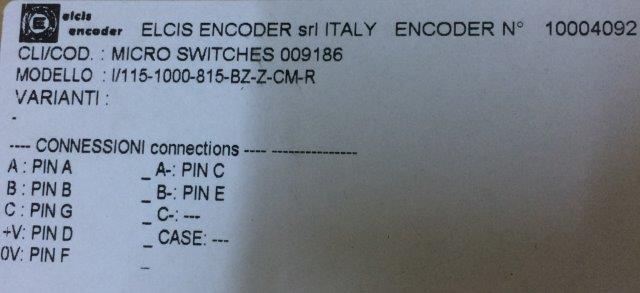 elcis
encoder
ELCIS ENCODER srl ITALY ENCODER N° 10004092
CLI/COD. : MICRO SWITCHES 009186
MODELLO : I/115-1000-815-BZ-Z-CM-R
VARIANTI :
-
---- CONNESSIONI connections ---- ---------------
A : PIN A _ A-: PIN C
B : PIN B _ B-: PIN E
C : PIN G _ C-: ---
+V: PIN D _ CASE: ---
0V: PIN F _